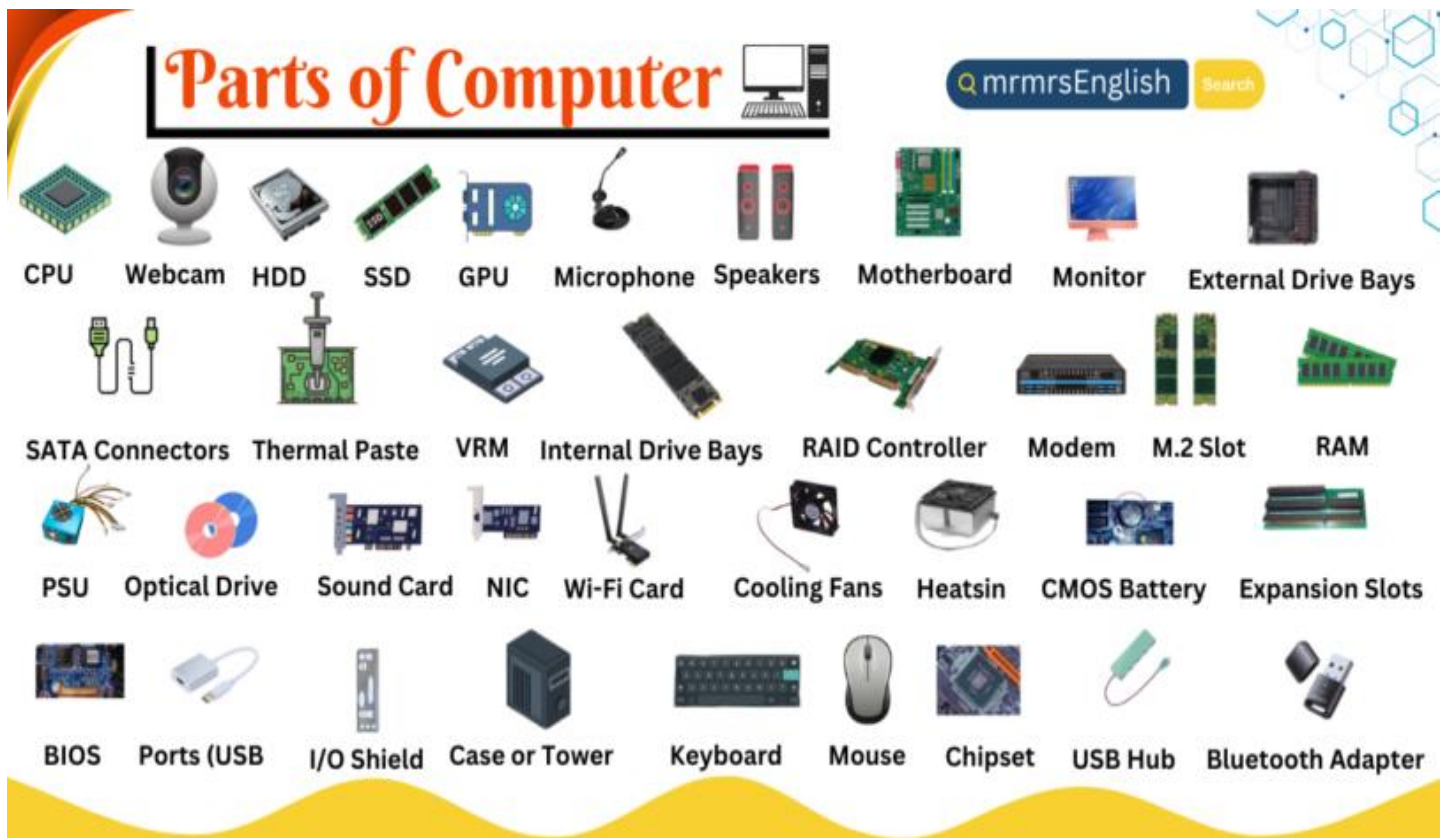 Parts of Computer
mrmrsEnglish Search
CPU Webcam HDD SSD GPU Microphone Speakers Motherboard Monitor External Drive Bays
SSD
SATA Connectors Thermal Paste VRM Internal Drive Bays RAID Controller Modem M.2 Slot RAM
PSU Optical Drive Sound Card NIC Wi-Fi Card Cooling Fans Heatsin CMOS Battery Expansion Slots
BIOS Ports (USB I/O Shield Case or Tower Keyboard Mouse Chipset USB Hub Bluetooth Adapter